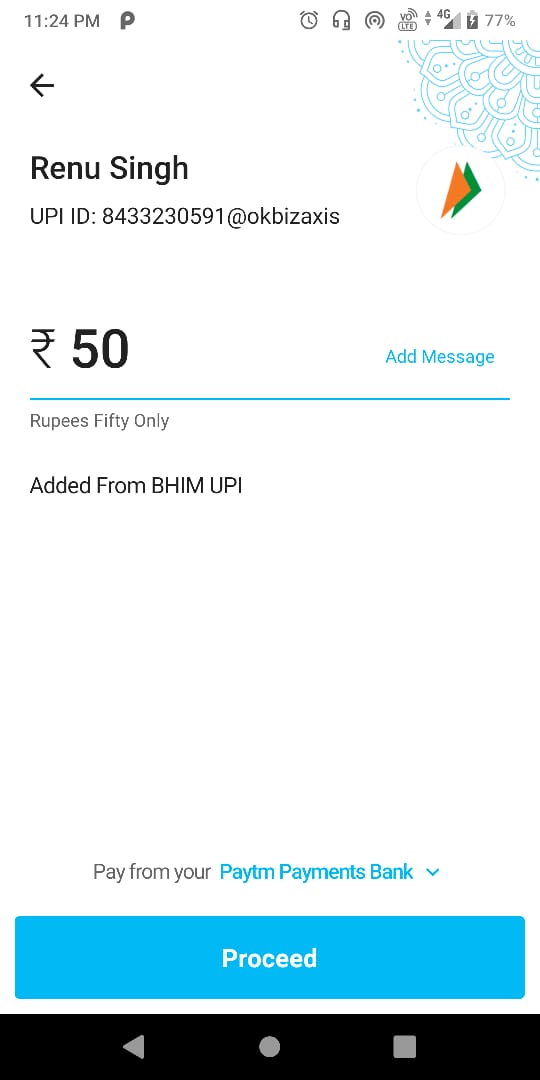 11:24 PM
4G
77%
VO
LTE
Renu Singh
UPI ID: 8433230591@okbizaxis
₹ 50
Add Message
Rupees Fifty Only
Added From BHIM UPI
Pay from your Paytm Payments Bank
Proceed